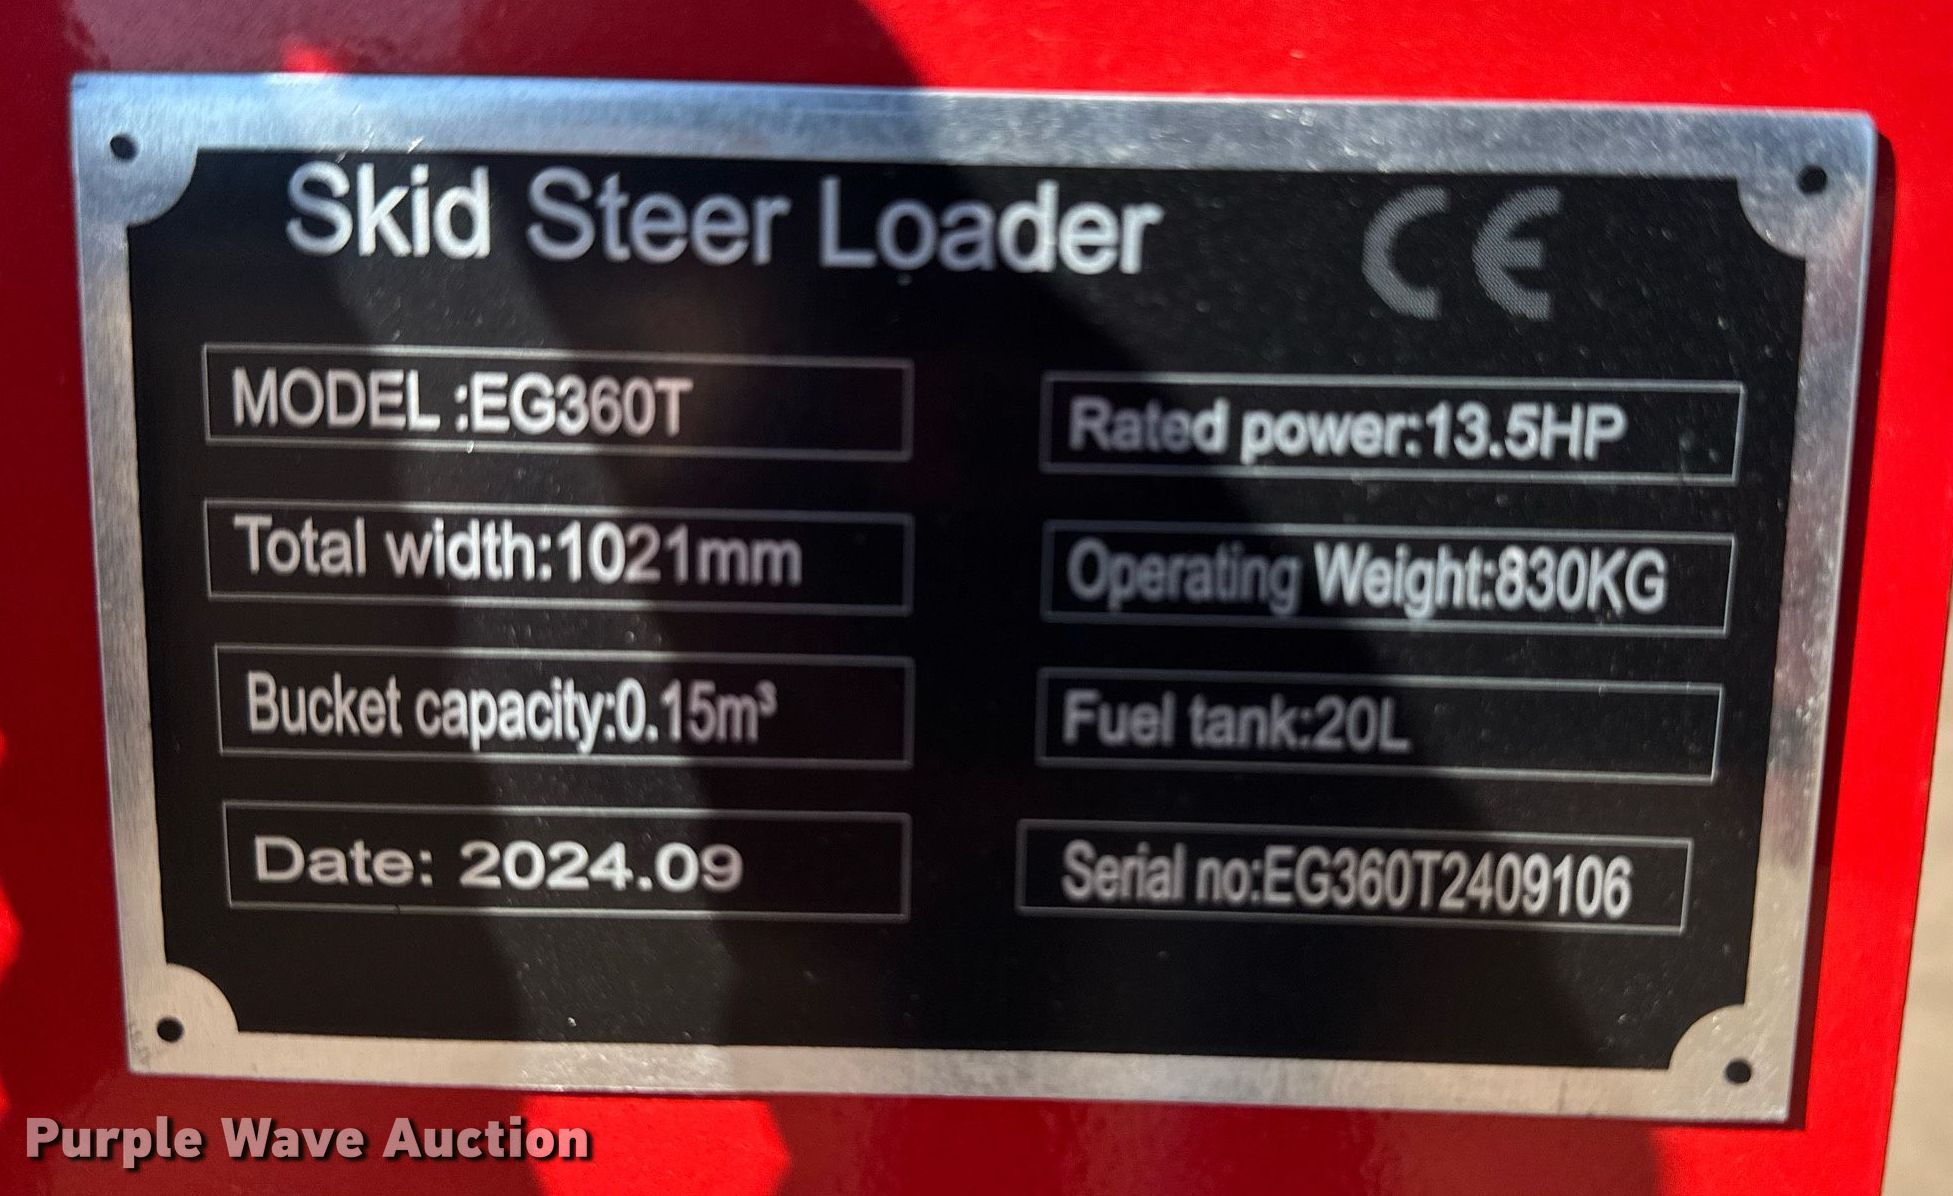 Skid Steer Loader CE
MODEL :EG360T
Rated power:13.5HP
Total width:1021mm
Operating Weight:830KG
Bucket capacity:0.15m³
Fuel tank:20L
Date: 2024.09
Serial no:EG360T2409106
Purple Wave Auction